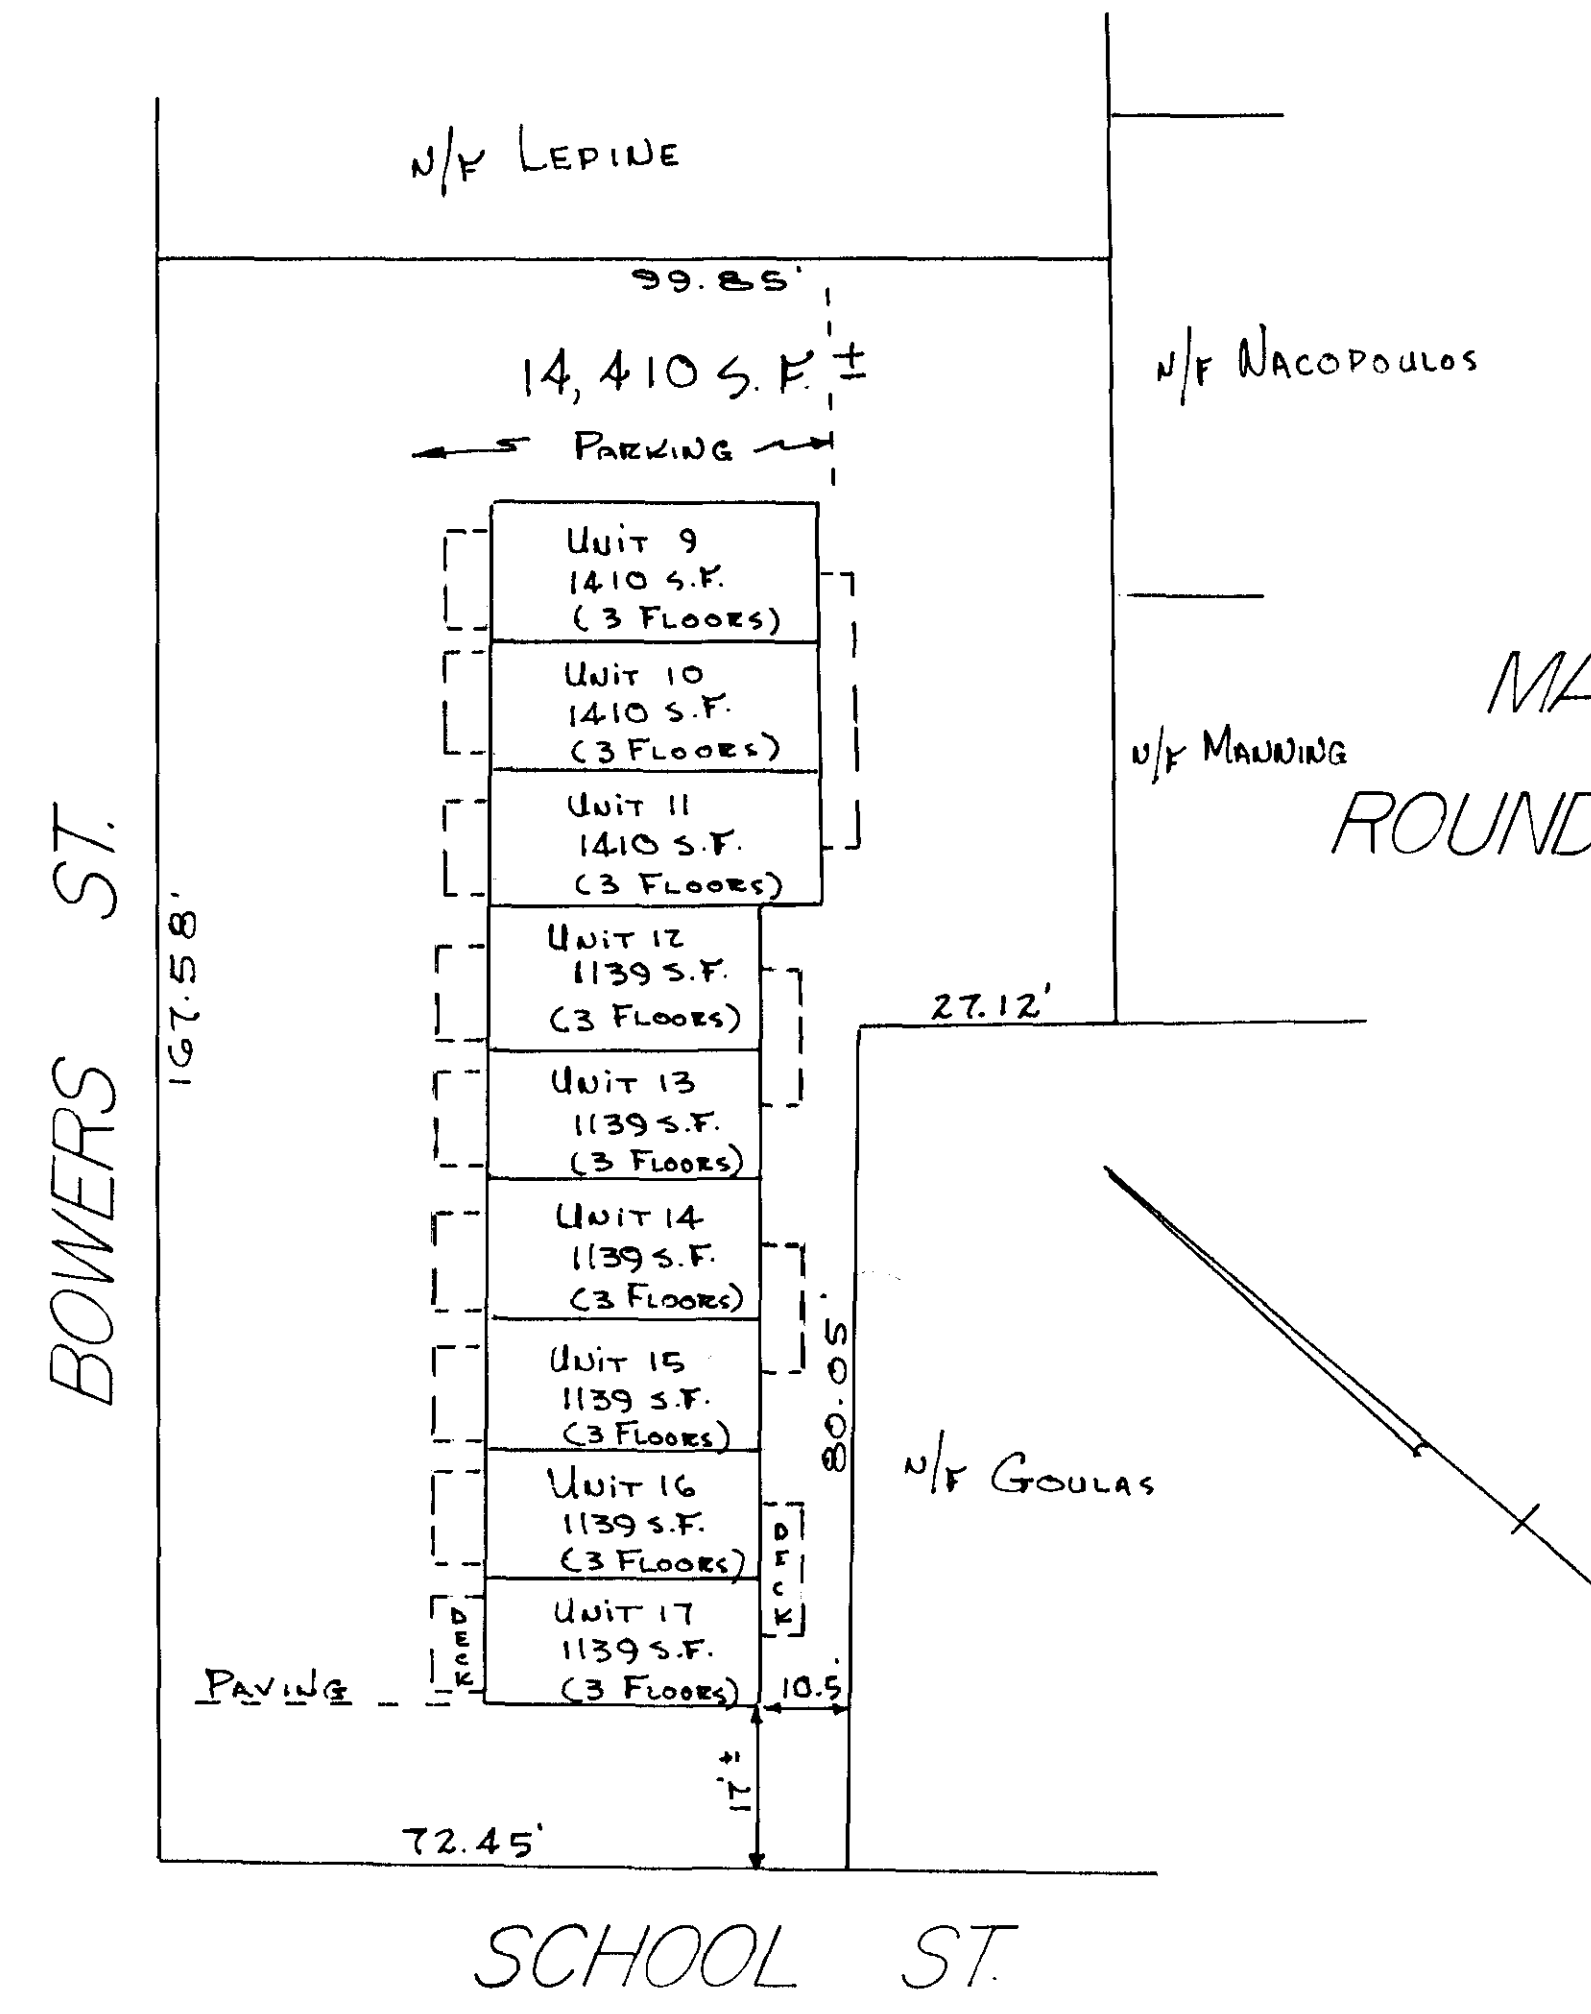 N/F LEPINE
99.85'
14,410 S.F. ±
PARKING
N/F NACOPOULOS
UNIT 9
1410 S.F.
(3 FLOORS)
UNIT 10
1410 S.F.
(3 FLOORS)
UNIT 11
1410 S.F.
(3 FLOORS)
N/F MANNING
MA
ROUND
BOWERS ST.
167.58'
UNIT 12
1139 S.F.
(3 FLOORS)
27.12'
UNIT 13
1139 S.F.
(3 FLOORS)
UNIT 14
1139 S.F.
(3 FLOORS)
UNIT 15
1139 S.F.
(3 FLOORS)
80.05'
N/F GOULAS
UNIT 16
1139 S.F.
(3 FLOORS)
DECK
UNIT 17
1139 S.F.
(3 FLOORS)
DECK
PAVING
10.5'
17'±
72.45'
SCHOOL ST.